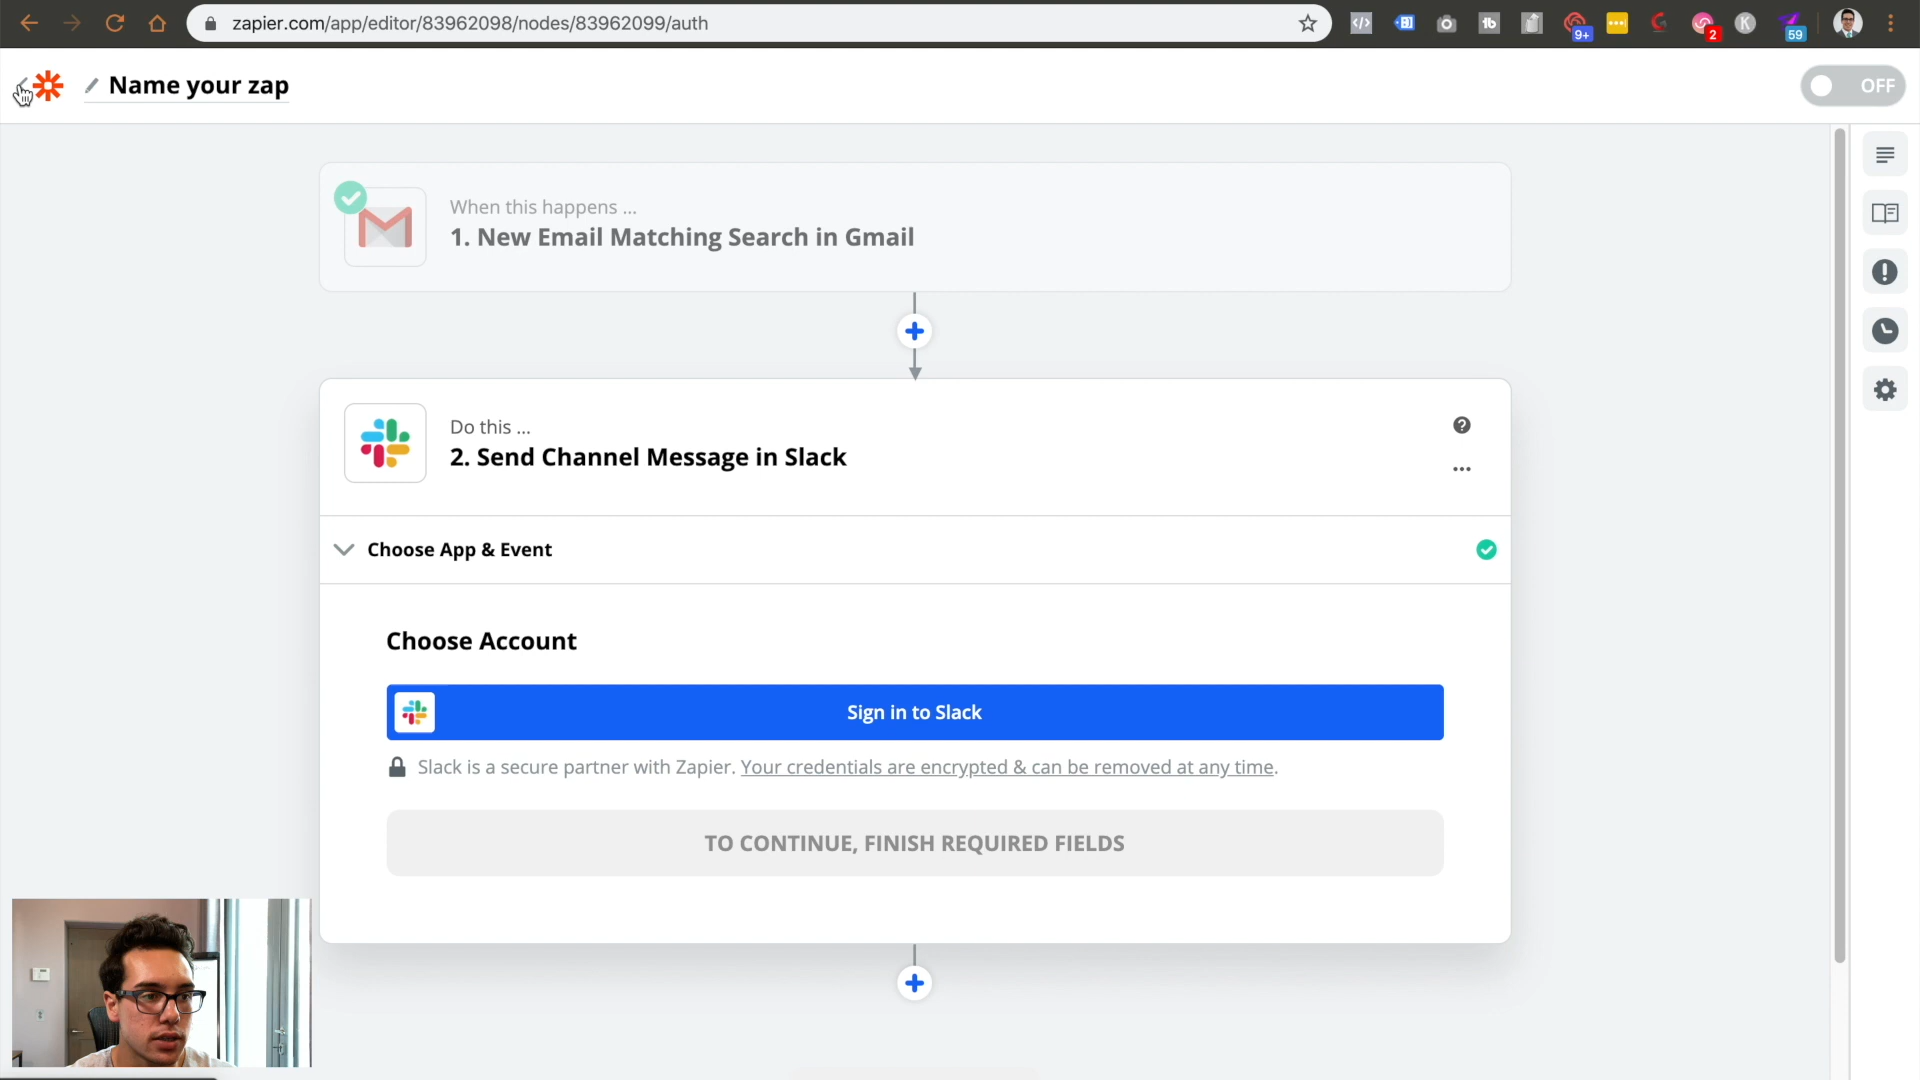 zapier.com/app/editor/83962098/nodes/83962099/auth
9+
2
K
59
Name your zap
OFF
When this happens ...
1. New Email Matching Search in Gmail
Do this ...
2. Send Channel Message in Slack
Choose App & Event
Choose Account
Sign in to Slack
Slack is a secure partner with Zapier. Your credentials are encrypted & can be removed at any time.
TO CONTINUE, FINISH REQUIRED FIELDS